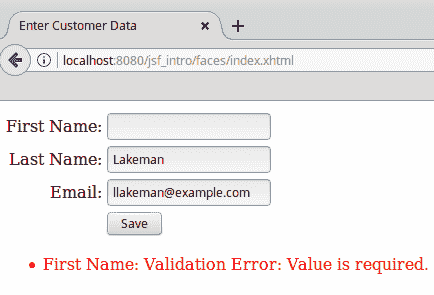 Enter Customer Data
localhost:8080/jsf_intro/faces/index.xhtml
First Name:
Last Name: Lakeman
Email: llakeman@example.com
Save
First Name: Validation Error: Value is required.